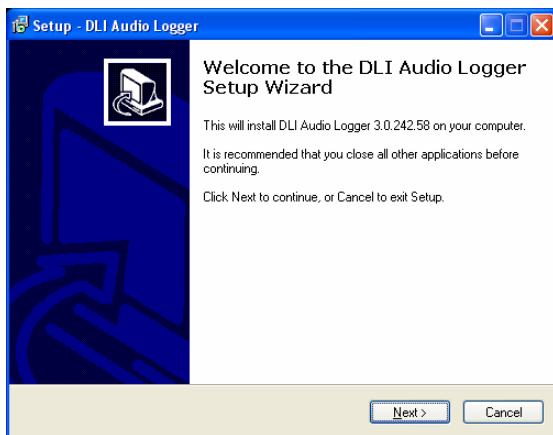 Setup - DLI Audio Logger
Welcome to the DLI Audio Logger
Setup Wizard
This will install DLI Audio Logger 3.0.242.58 on your computer.
It is recommended that you close all other applications before
continuing.
Click Next to continue, or Cancel to exit Setup.
Next >
Cancel